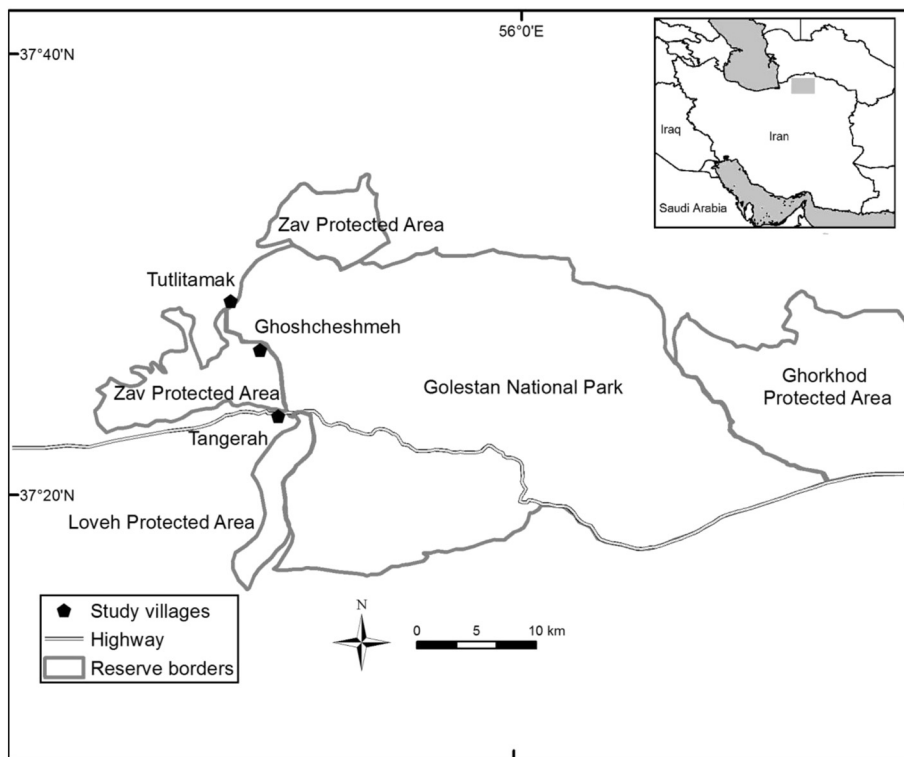 56°0'E
37°40'N
Iraq
Iran
Saudi Arabia
Zav Protected Area
Tutlitamak
Ghoshcheshmeh
Golestan National Park
Ghorkhod
Protected Area
Zav Protected Area
Tangerah
37°20'N
Loveh Protected Area
Study villages
Highway
Reserve borders
N
0 5 10 km